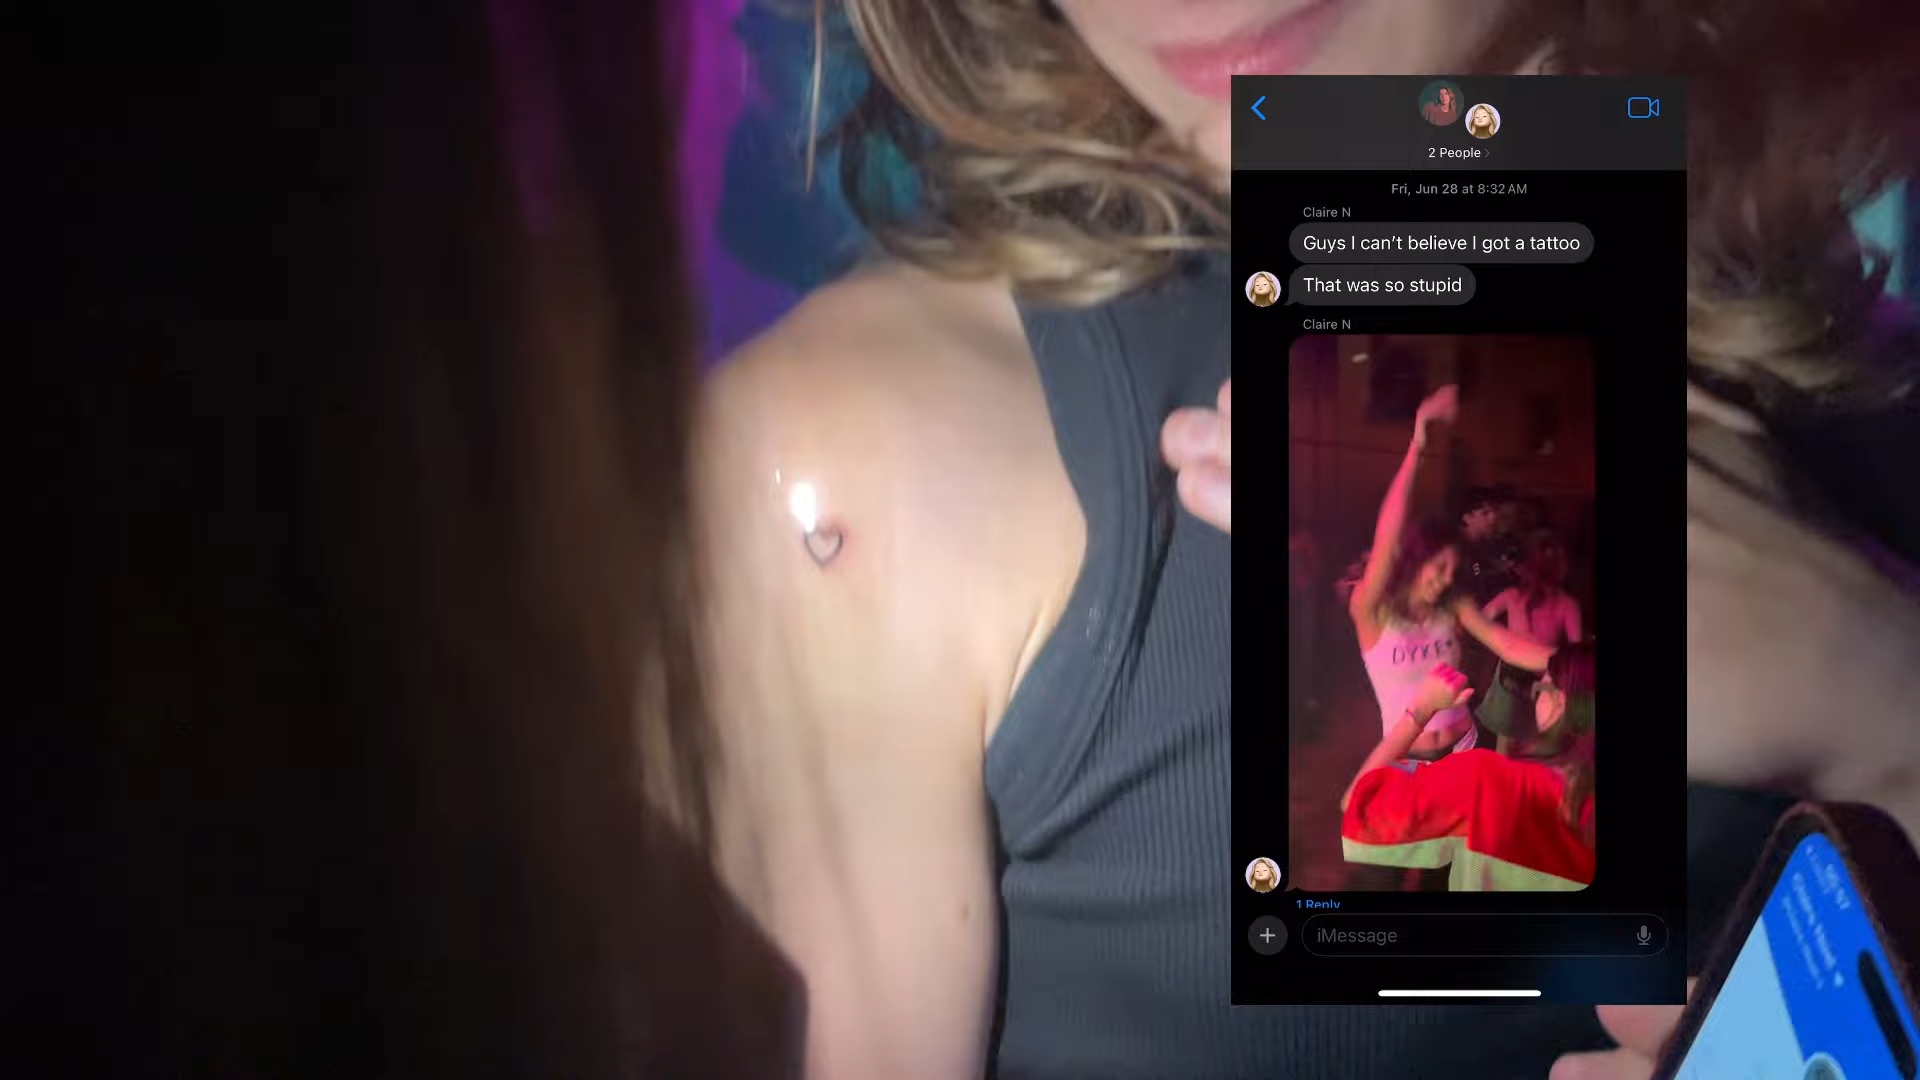 2 People
Fri, Jun 28 at 8:32 AM
Claire N
Guys I can't believe I got a tattoo
That was so stupid
Claire N
DYKE
1 Reply
iMessage